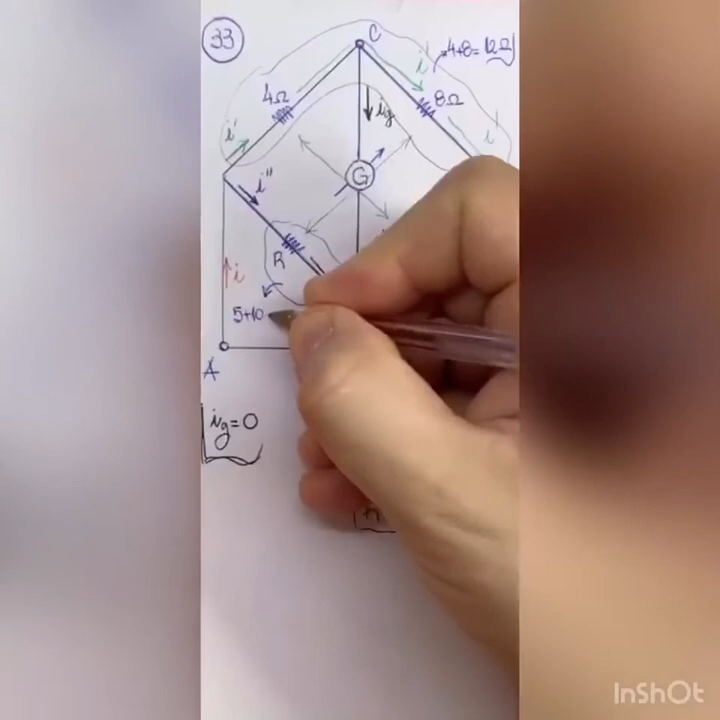 33
C
4+8=12Ω
4Ω
i'
8Ω
ig
i'
i'
i"
G
R
i
5+10
A
ig=0
InShOt